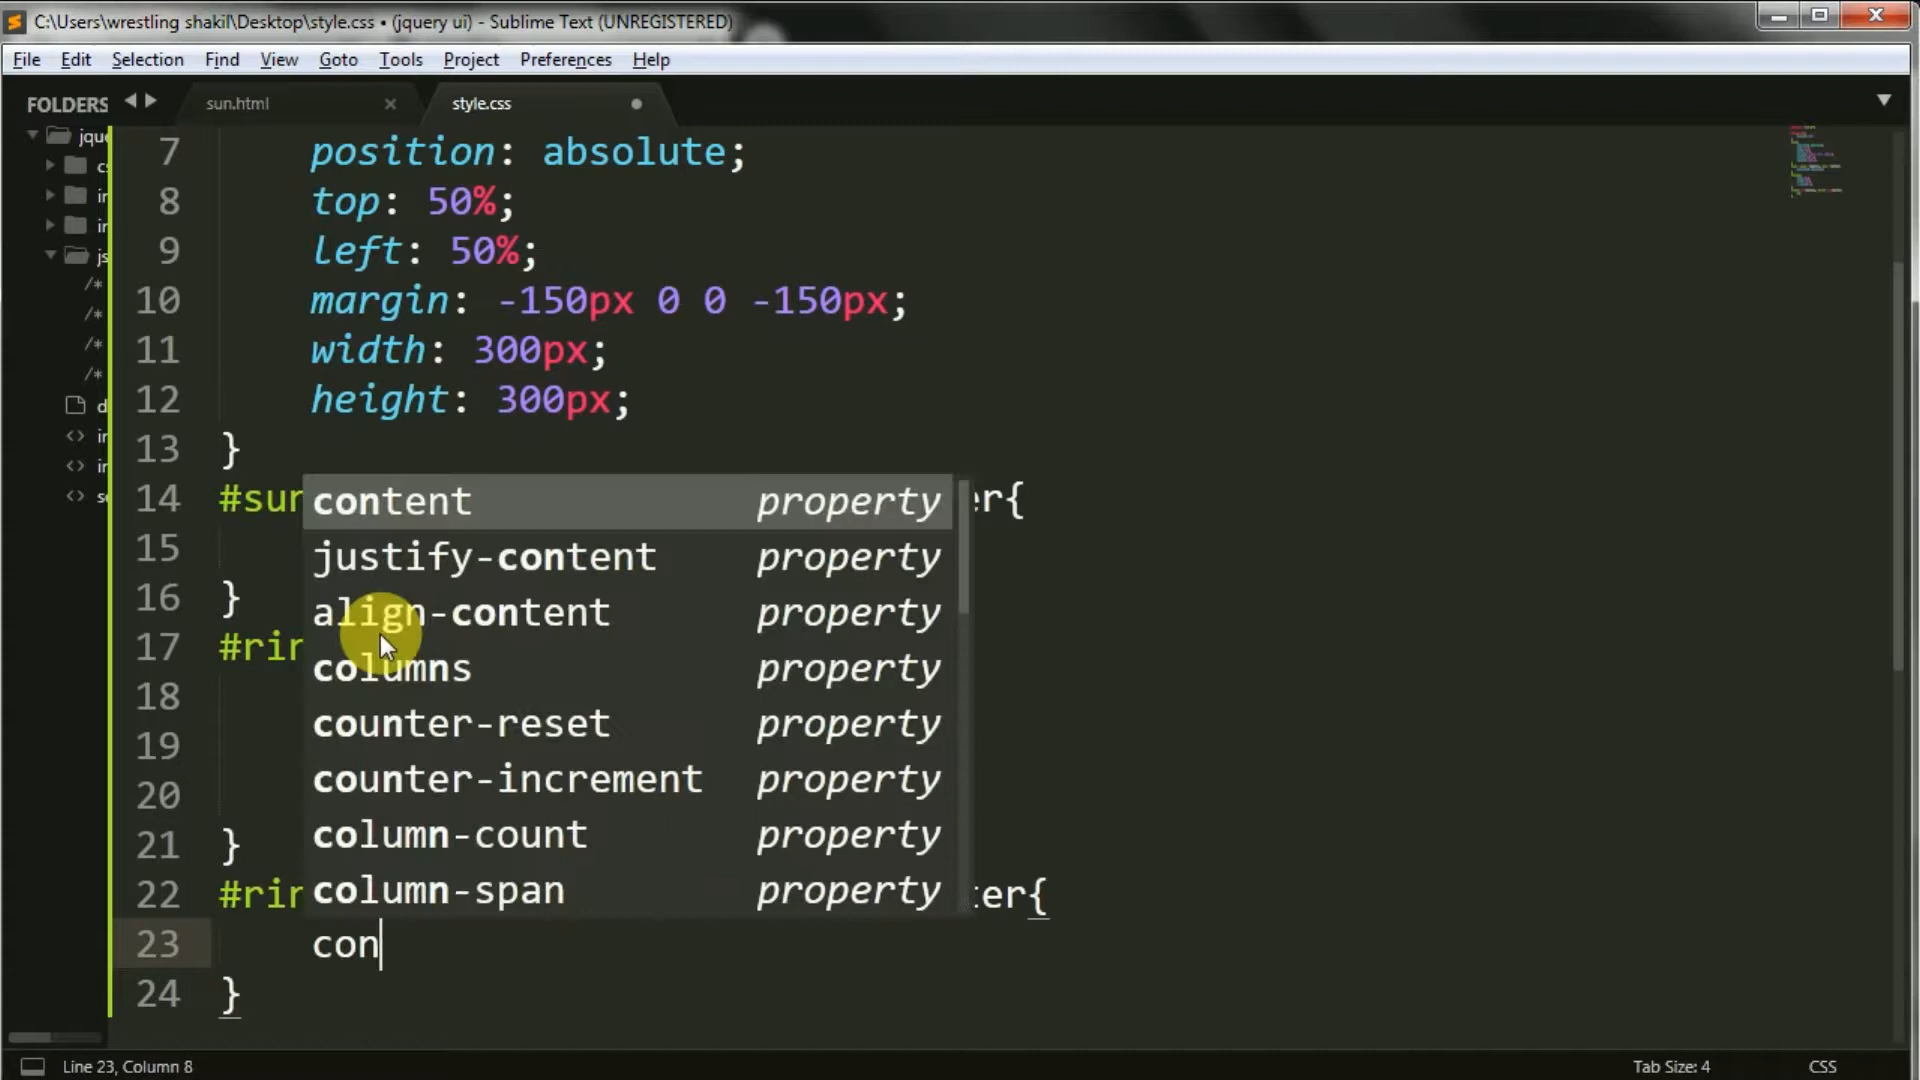 C:\Users\wrestling shakil\Desktop\style.css • (jquery ui) - Sublime Text (UNREGISTERED)
File Edit Selection Find View Goto Tools Project Preferences Help
FOLDERS sun.html style.css
7 position: absolute;
8 top: 50%;
9 left: 50%;
10 margin: -150px 0 0 -150px;
11 width: 300px;
12 height: 300px;
13 }
14 #sun er{
content property
15
justify-content property
16 }
align-content property
17 #rin
columns property
18
counter-reset property
19
counter-increment property
20
column-count property
21 }
column-span property
22 #rin ter{
23 con
24 }
Line 23, Column 8 Tab Size: 4 CSS